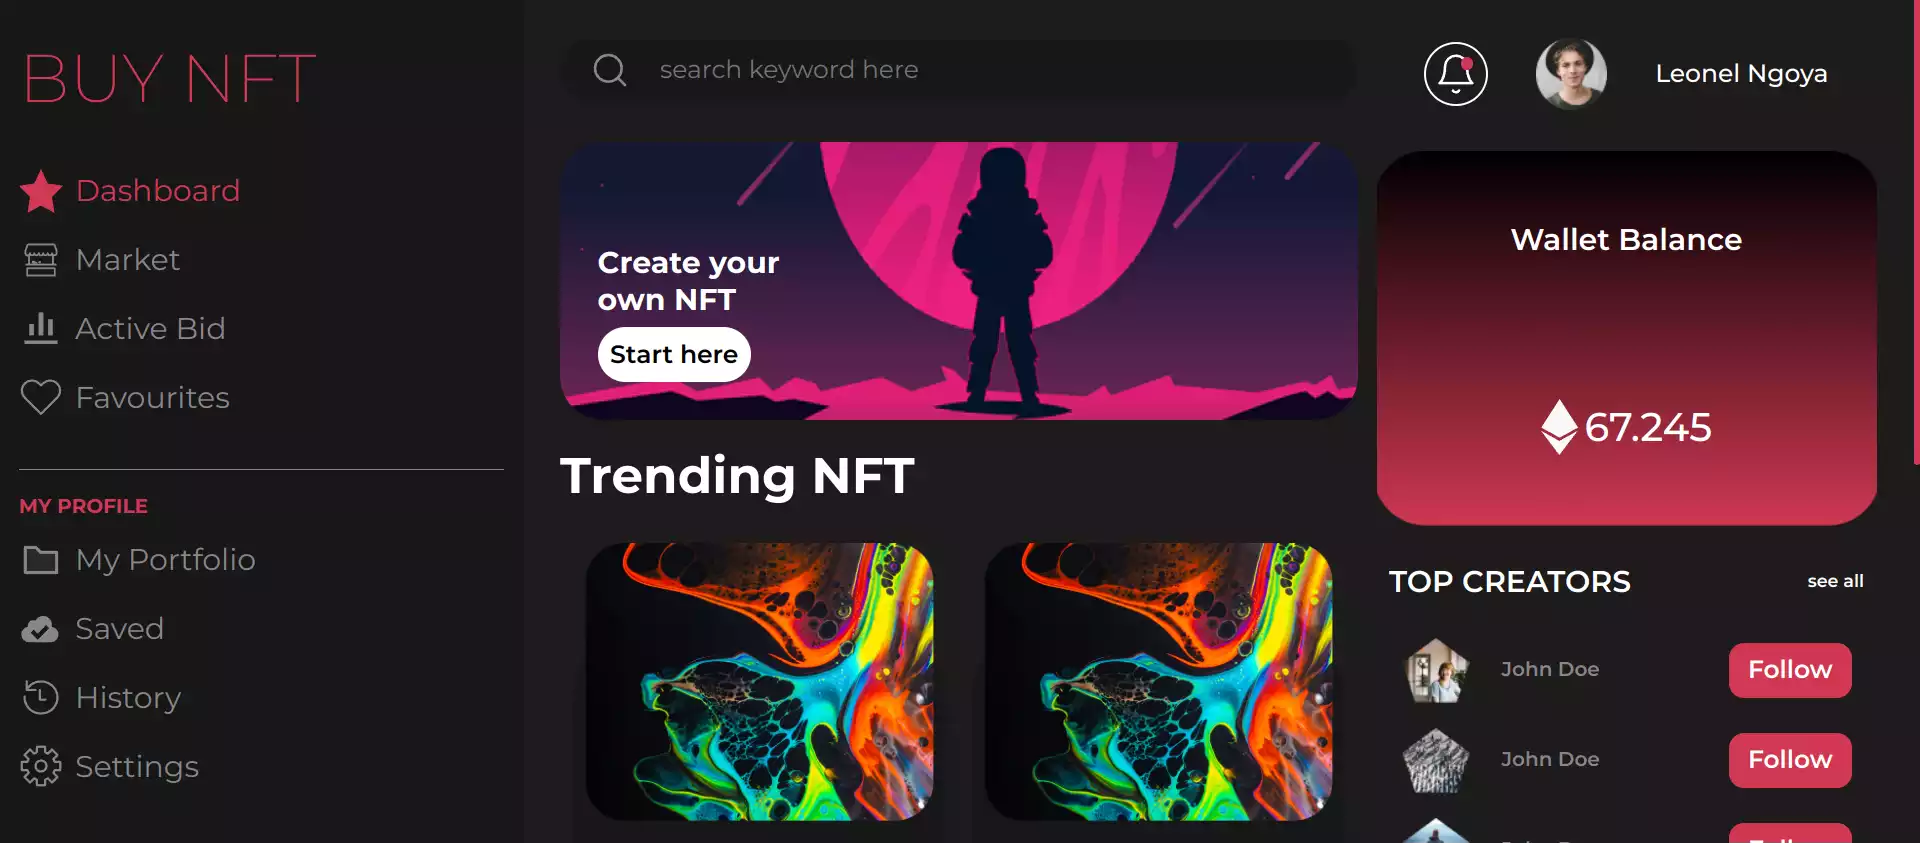 BUY NFT
Dashboard
Market
Active Bid
Favourites
MY PROFILE
My Portfolio
Saved
History
Settings
search keyword here
Leonel Ngoya
Create your
own NFT
Start here
Trending NFT
Wallet Balance
67.245
TOP CREATORS
see all
John Doe
Follow
John Doe
Follow